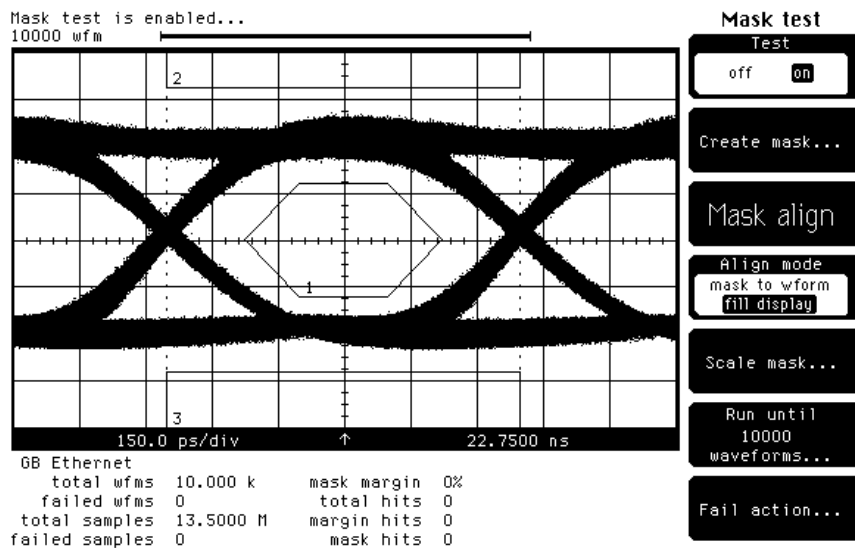 Mask test is enabled...
10000 wfm
2
1
3
150.0 ps/div ↑ 22.7500 ns
GB Ethernet
total wfms 10.000 k mask margin 0%
failed wfms 0 total hits 0
total samples 13.5000 M margin hits 0
failed samples 0 mask hits 0
Mask test
Test
off on
Create mask...
Mask align
Align mode
mask to wform
fill display
Scale mask...
Run until
10000
waveforms...
Fail action...